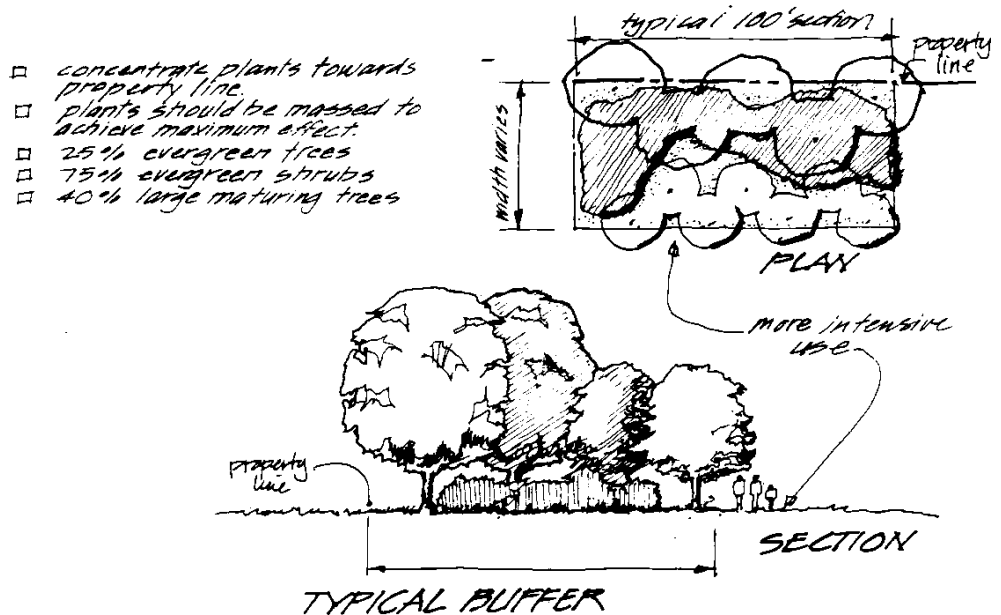 typical 100' section
property
line
□ concentrate plants towards
property line.
□ plants should be massed to
achieve maximum effect.
□ 25% evergreen trees
□ 75% evergreen shrubs
□ 40% large maturing trees
width varies
PLAN
more intensive
use
property
line
SECTION
TYPICAL BUFFER